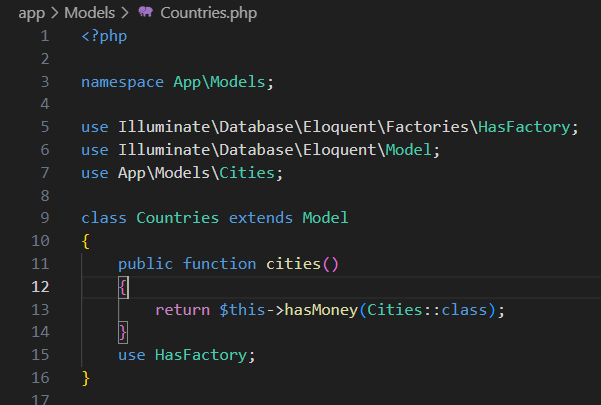 app > Models > Countries.php
1 <?php
2
3 namespace App\Models;
4
5 use Illuminate\Database\Eloquent\Factories\HasFactory;
6 use Illuminate\Database\Eloquent\Model;
7 use App\Models\Cities;
8
9 class Countries extends Model
10 {
11     public function cities()
12     {
13         return $this->hasMoney(Cities::class);
14     }
15     use HasFactory;
16 }
17